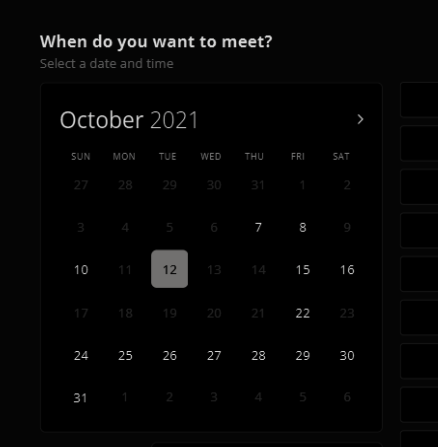 When do you want to meet?
Select a date and time
October 2021 >
SUN MON TUE WED THU FRI SAT
27 28 29 30 31 1 2
3 4 5 6 7 8 9
10 11 12 13 14 15 16
17 18 19 20 21 22 23
24 25 26 27 28 29 30
31 1 2 3 4 5 6